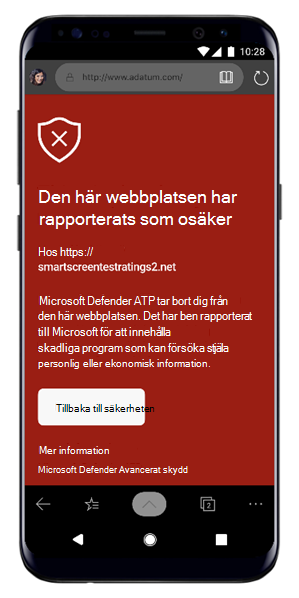 10:28
http://www.adatum.com/
Den här webbplatsen har
rapporterats som osäker
Hos https://
smartscreentestratings2.net
Microsoft Defender ATP tar bort dig från
den här webbplatsen. Det har ben rapporterat
till Microsoft för att innehålla
skadliga program som kan försöka stjäla
personlig eller ekonomisk information.
Tillbaka till säkerheten
Mer information
Microsoft Defender Avancerat skydd
2